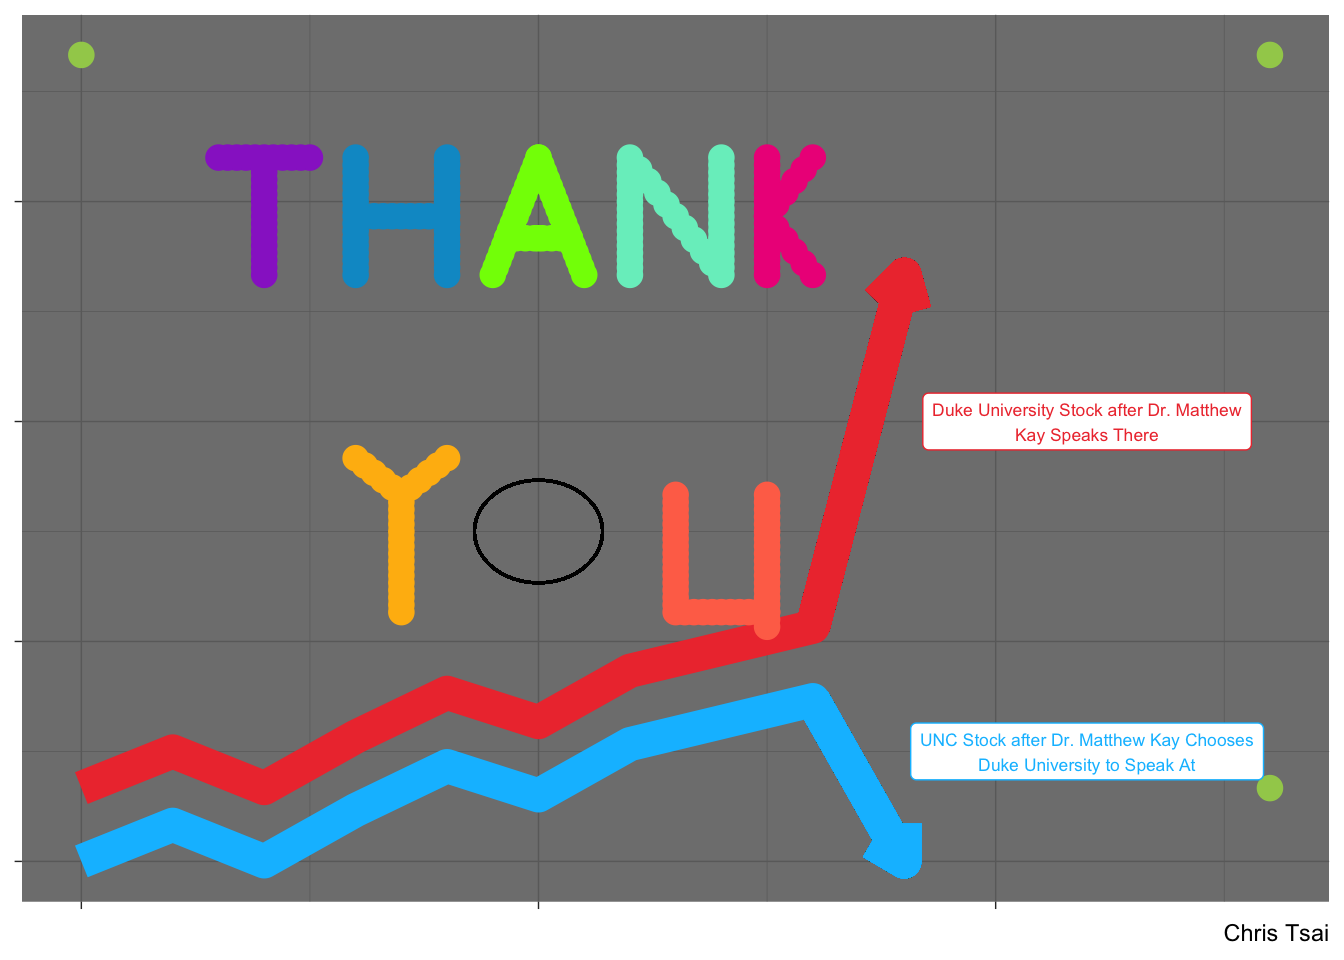 THANK
YOU
Duke University Stock after Dr. Matthew
Kay Speaks There
UNC Stock after Dr. Matthew Kay Chooses
Duke University to Speak At
Chris Tsai